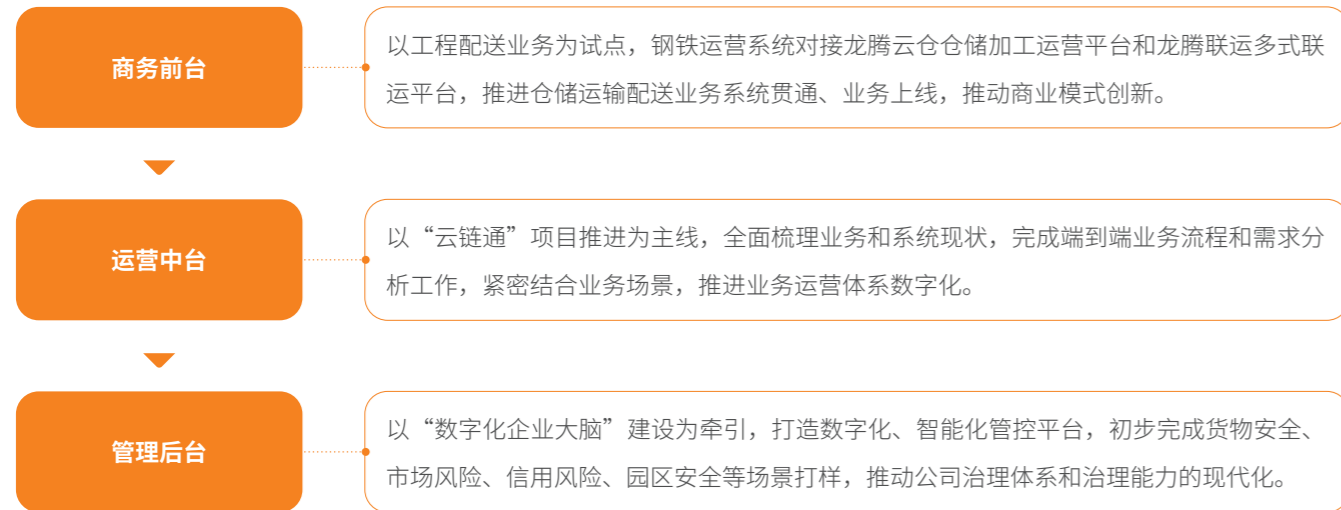 商务前台
以工程配送业务为试点，钢铁运营系统对接龙腾云仓仓储加工运营平台和龙腾联运多式联
运平台，推进仓储运输配送业务系统贯通、业务上线，推动商业模式创新。
运营中台
以“云链通”项目推进为主线，全面梳理业务和系统现状，完成端到端业务流程和需求分
析工作，紧密结合业务场景，推进业务运营体系数字化。
管理后台
以“数字化企业大脑”建设为牵引，打造数字化、智能化管控平台，初步完成货物安全、
市场风险、信用风险、园区安全等场景打样，推动公司治理体系和治理能力的现代化。